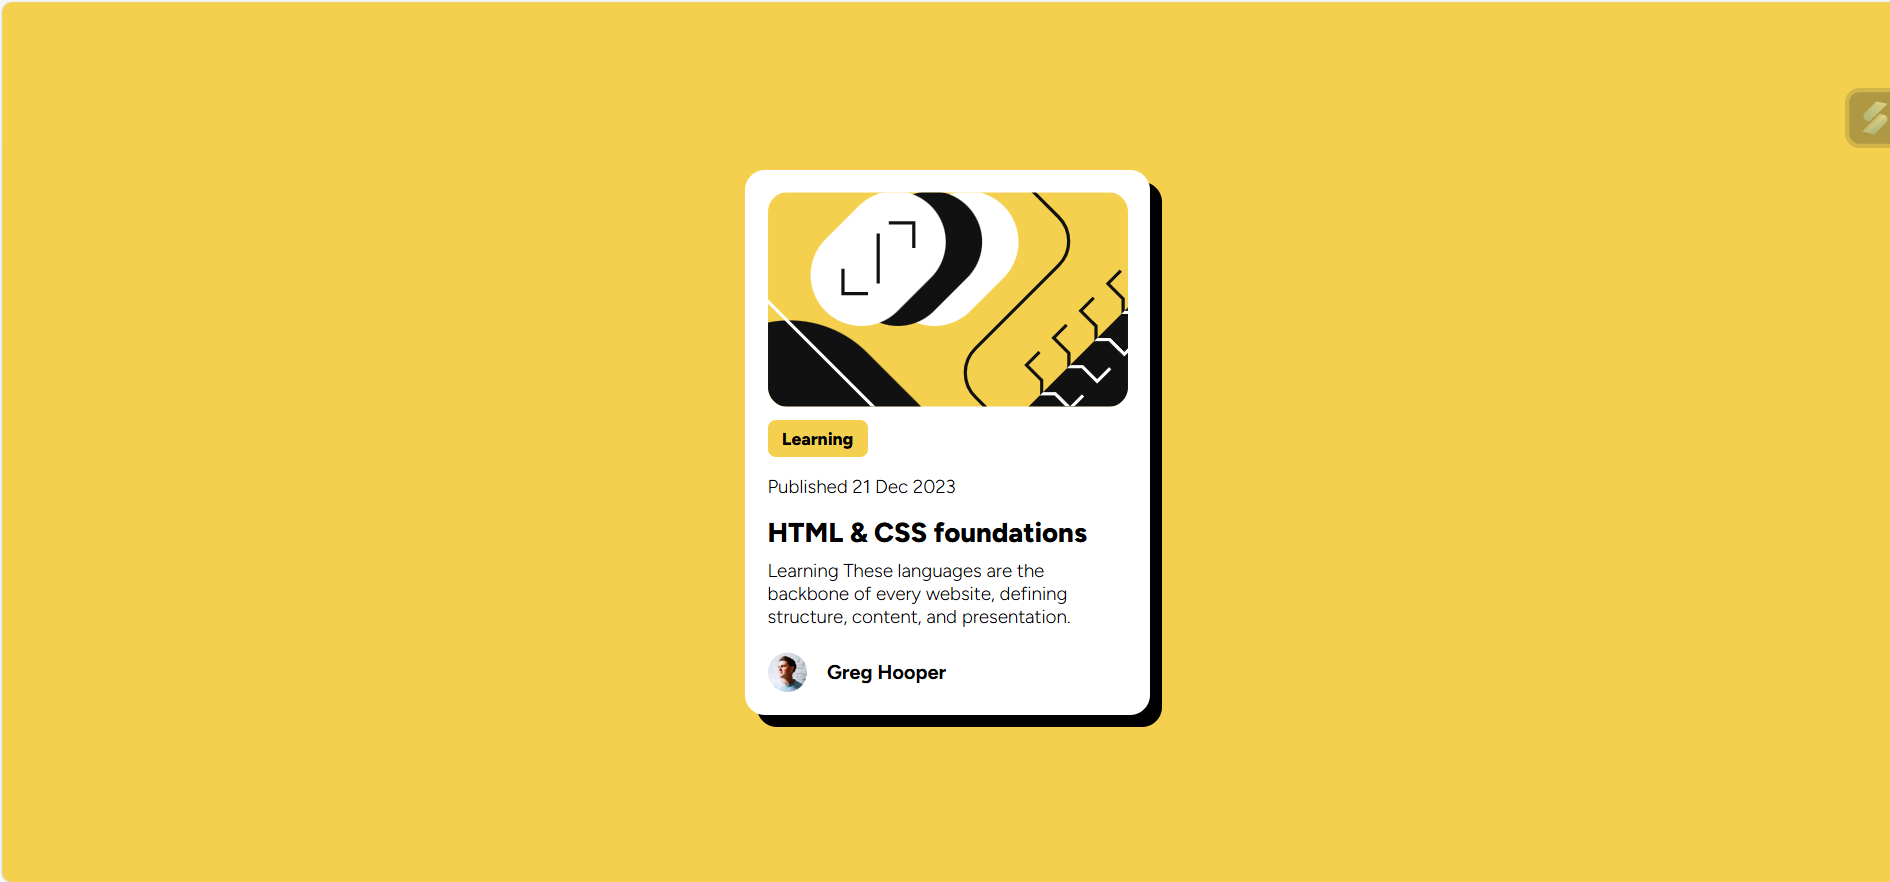 Learning
Published 21 Dec 2023
HTML & CSS foundations
Learning These languages are the
backbone of every website, defining
structure, content, and presentation.
Greg Hooper